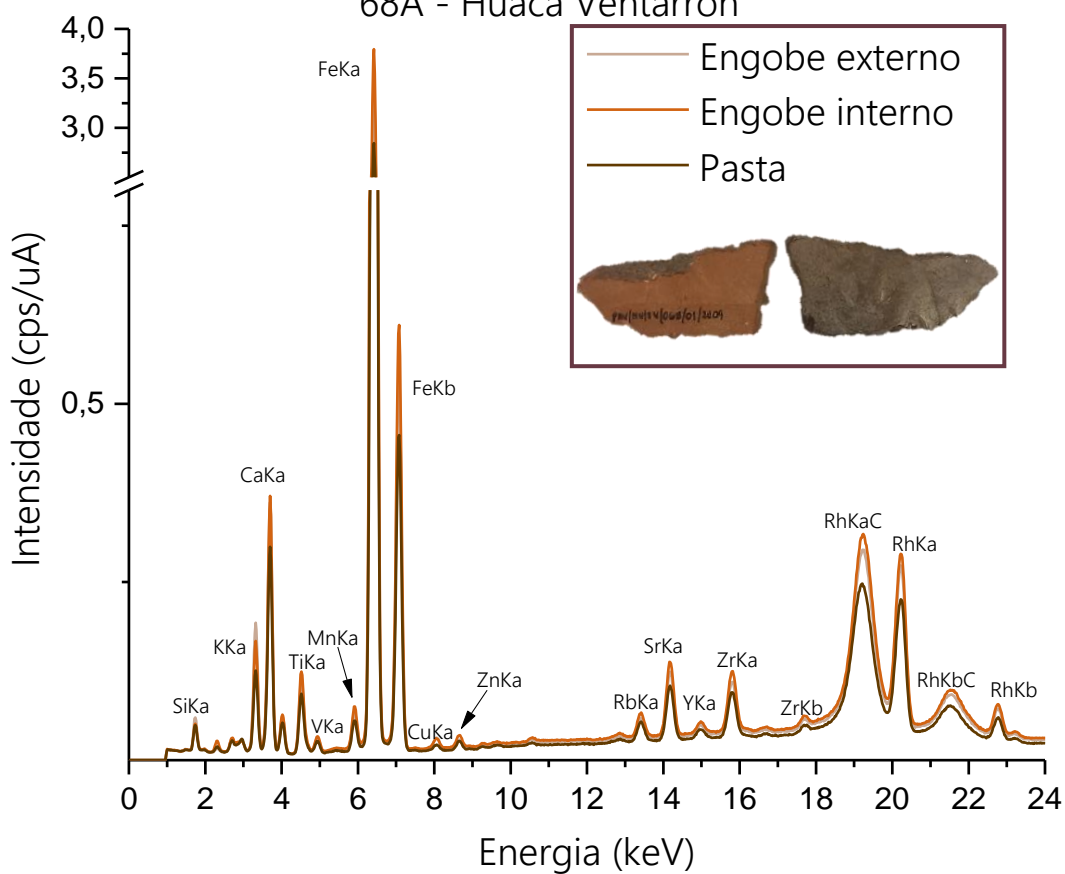 68A - Huaca Ventarrón
4,0
3,5
3,0
0,5
Intensidade (cps/uA)
FeKa
FeKb
CaKa
KKa
SiKa
TiKa
VKa
MnKa
CuKa
ZnKa
RbKa
SrKa
YKa
ZrKa
ZrKb
RhKaC
RhKa
RhKbC
RhKb
Engobe externo
Engobe interno
Pasta
0 2 4 6 8 10 12 14 16 18 20 22 24
Energia (keV)